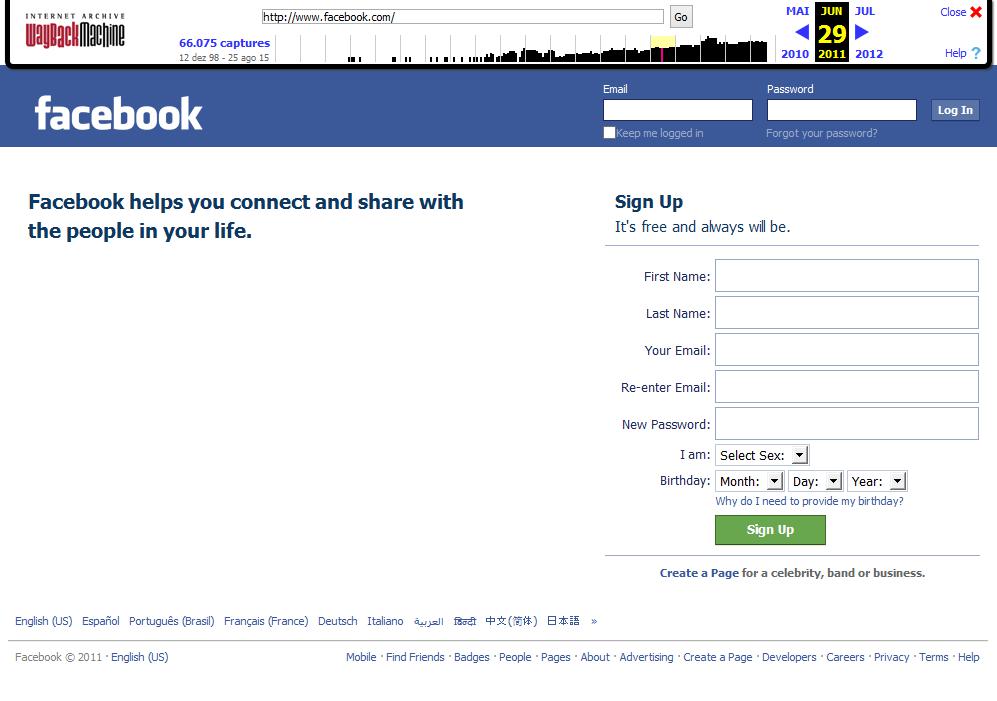 INTERNET ARCHIVE
WayBackMachine
http://www.facebook.com/
Go
66.075 captures
12 dez 98 - 25 ago 15
MAI JUN JUL
29
2010 2011 2012
Close
Help ?
facebook
Email
Password
Keep me logged in
Forgot your password?
Log In
Facebook helps you connect and share with
the people in your life.
Sign Up
It's free and always will be.
First Name:
Last Name:
Your Email:
Re-enter Email:
New Password:
I am: Select Sex:
Birthday: Month: Day: Year:
Why do I need to provide my birthday?
Sign Up
Create a Page for a celebrity, band or business.
English (US) Español Português (Brasil) Français (France) Deutsch Italiano العربية हिन्दी 中文(简体) 日本語 »
Facebook © 2011 · English (US)
Mobile · Find Friends · Badges · People · Pages · About · Advertising · Create a Page · Developers · Careers · Privacy · Terms · Help